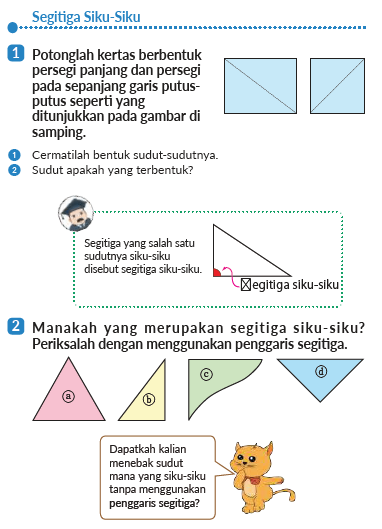 Segitiga Siku-Siku
1 Potonglah kertas berbentuk
persegi panjang dan persegi
pada sepanjang garis putus-
putus seperti yang
ditunjukkan pada gambar di
samping.
1 Cermatilah bentuk sudut-sudutnya.
2 Sudut apakah yang terbentuk?
Segitiga yang salah satu
sudutnya siku-siku
disebut segitiga siku-siku.
egitiga siku-siku
2 Manakah yang merupakan segitiga siku-siku?
Periksalah dengan menggunakan penggaris segitiga.
a
b
c
d
Dapatkah kalian
menebak sudut
mana yang siku-siku
tanpa menggunakan
penggaris segitiga?